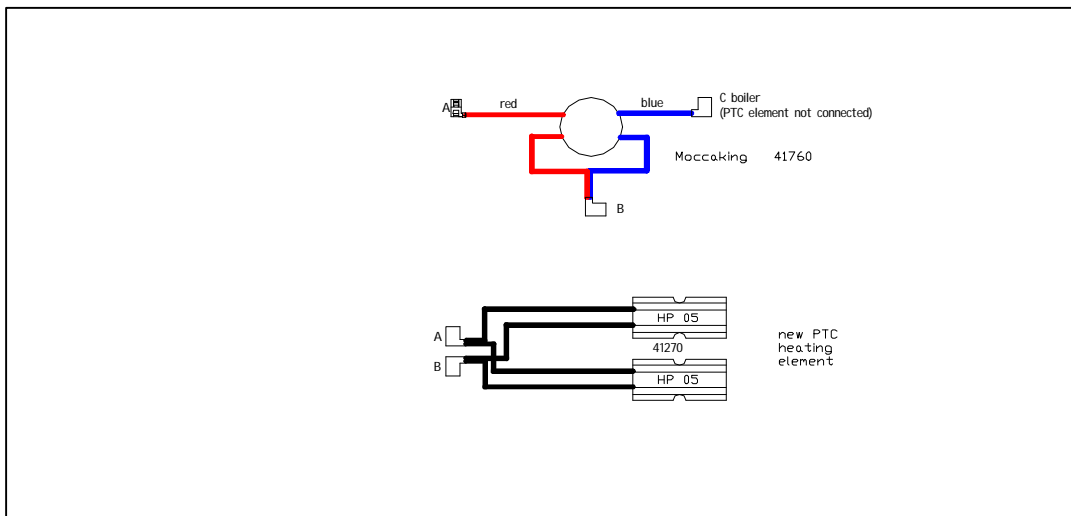 A
red
blue
C boiler
(PTC element not connected)
Moccaking 41760
B
A
B
HP 05
41270
HP 05
new PTC
heating
element